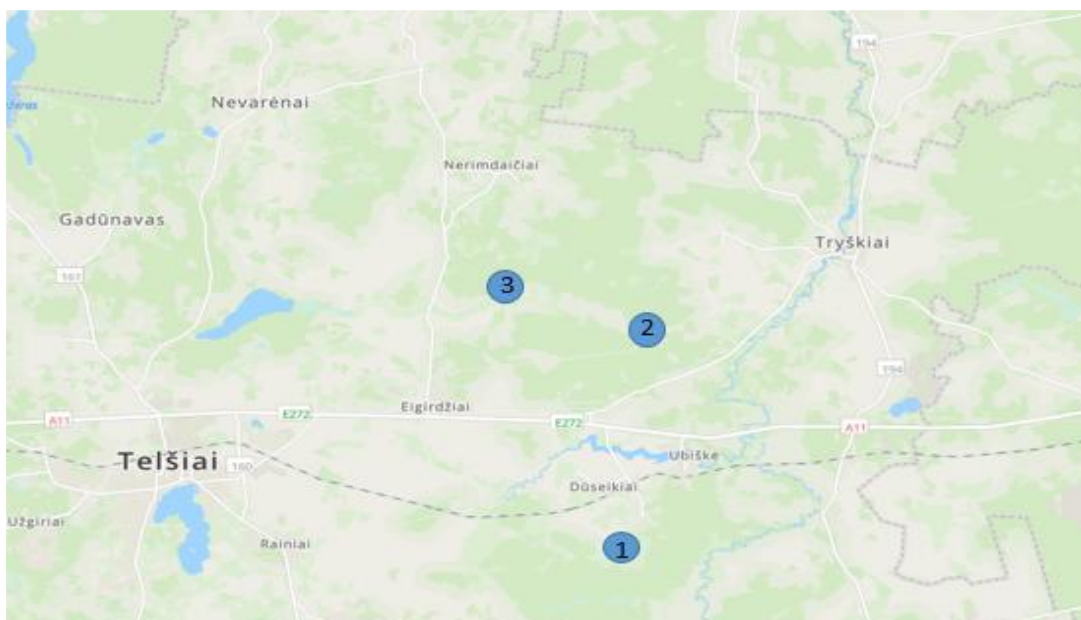 194
Nevarėnai
Nerimdaičiai
Gadūnavas
Tryškiai
161
3
2
194
Eigirdžiai
A11
E272
E272
A11
Telšiai
160
Ubiškė
Dūseikiai
Užgiriai
Rainiai
1